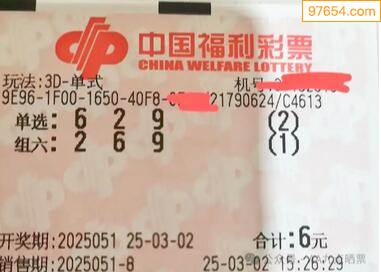 97654.com
中国福利彩票
CHINA WELFARE LOTTERY
玩法:3D-单式 机号:
9E96-1F00-1650-40F8- /21790624/C4613
单选: 6 2 9 (2)
组六: 2 6 9 (1)
开奖期:2025051 25-03-02 合计:6元
销售期:2025051-8 25-03-02 15:26:29
公众号